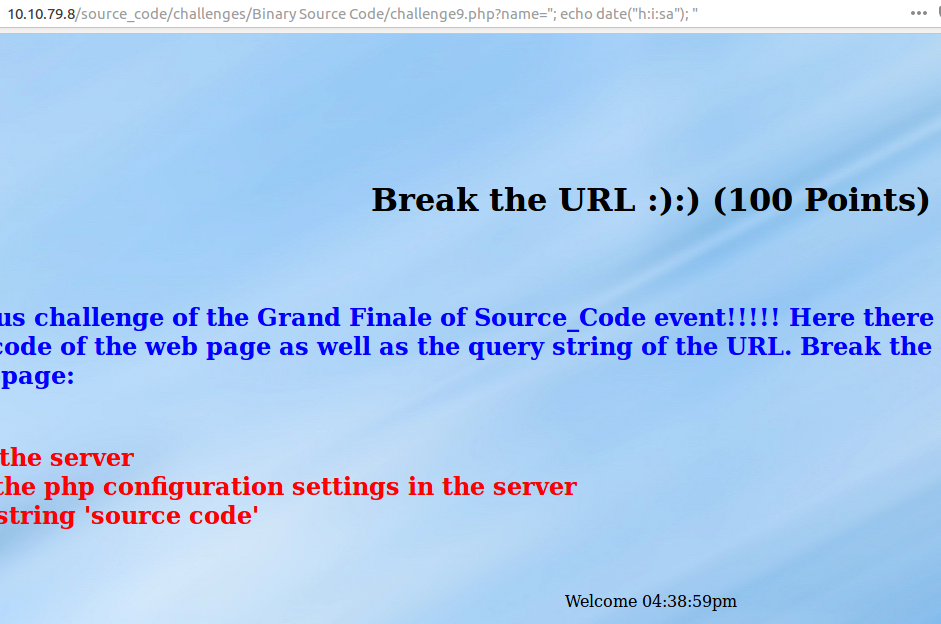 10.10.79.8/source_code/challenges/Binary Source Code/challenge9.php?name="; echo date("h:i:sa"); "
Break the URL :):) (100 Points)
us challenge of the Grand Finale of Source_Code event!!!!! Here there
code of the web page as well as the query string of the URL. Break the
page:
the server
the php configuration settings in the server
string 'source code'
Welcome 04:38:59pm